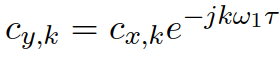 c_{y,k} = c_{x,k} e^{-jkω_1τ}